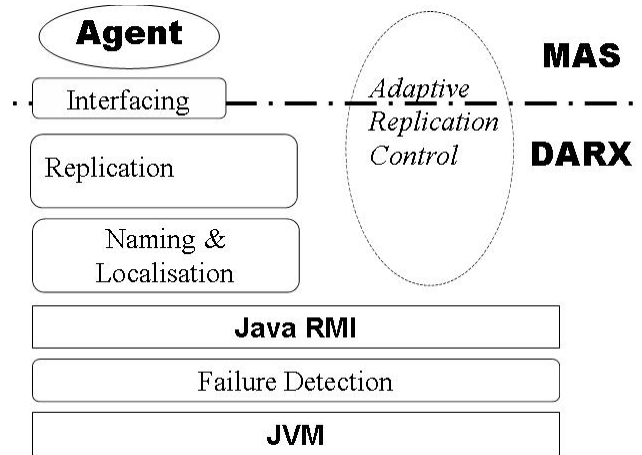 Agent
MAS
Interfacing
Adaptive
Replication
Control
DARX
Replication
Naming &
Localisation
Java RMI
Failure Detection
JVM